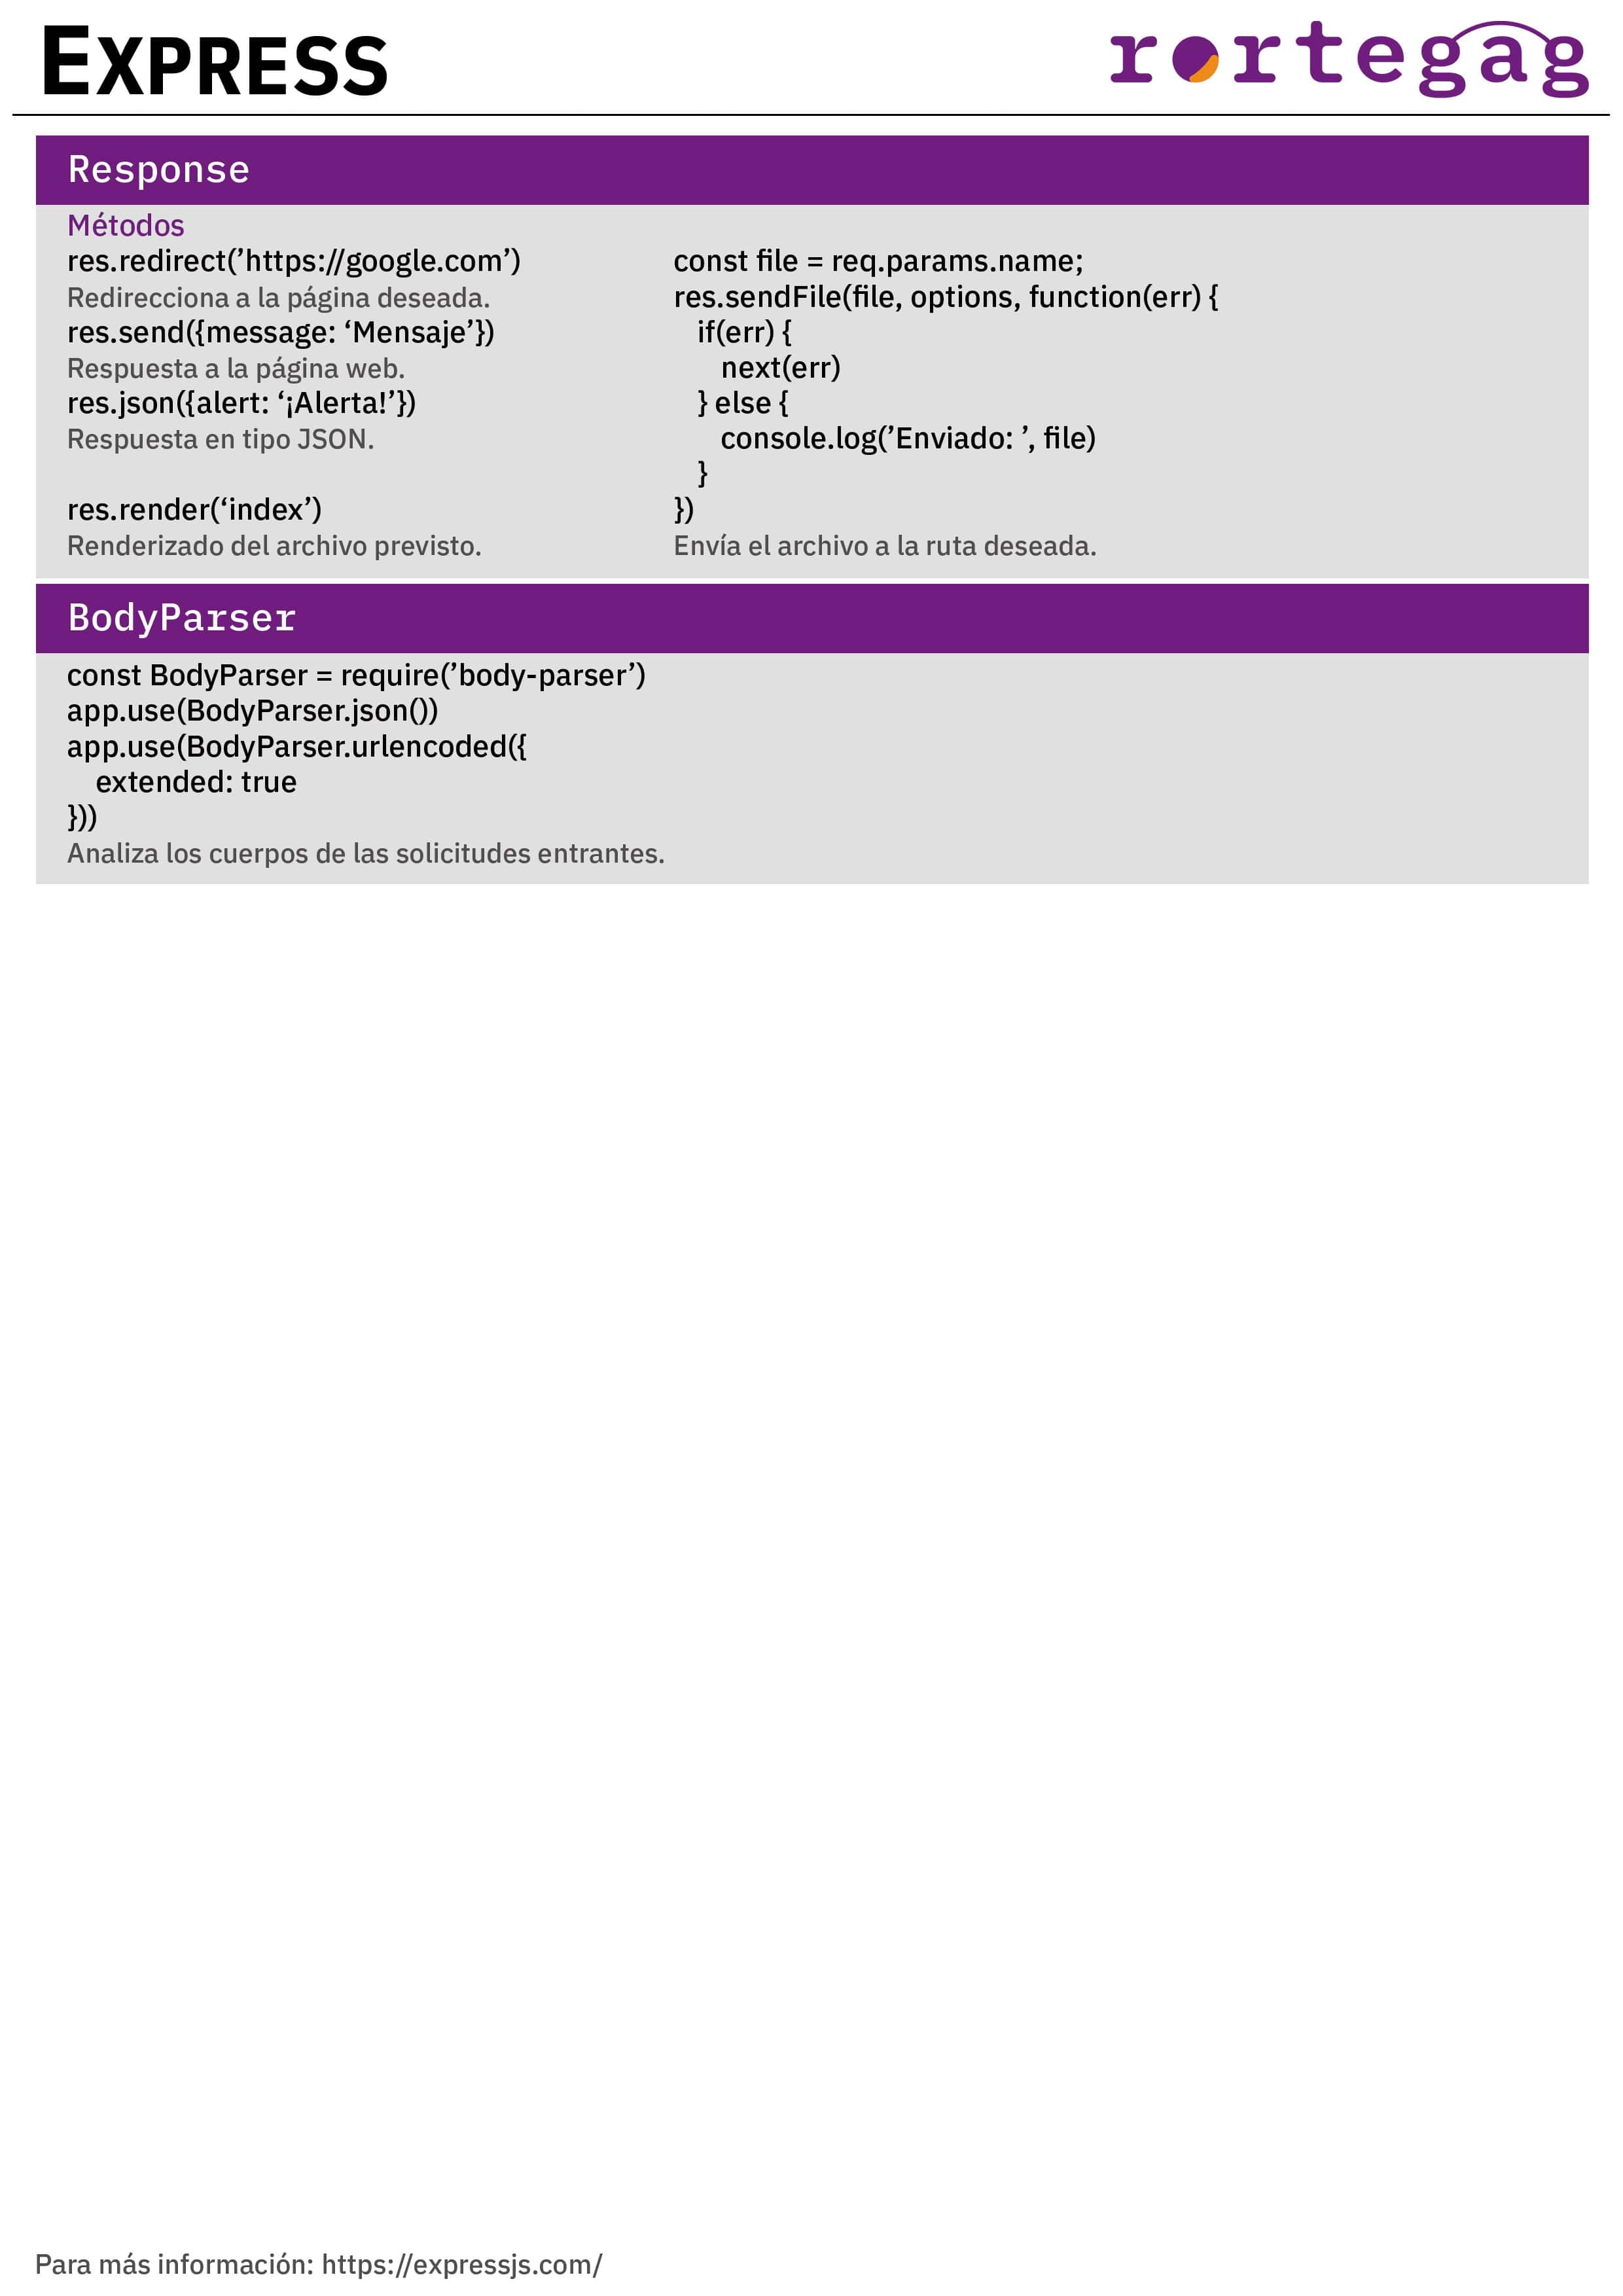 EXPRESS
rortegag
Response
Métodos
res.redirect(’https://google.com’)
Redirecciona a la página deseada.
res.send({message: ‘Mensaje’})
Respuesta a la página web.
res.json({alert: ‘¡Alerta!’})
Respuesta en tipo JSON.
res.render(‘index’)
Renderizado del archivo previsto.
const file = req.params.name;
res.sendFile(file, options, function(err) {
if(err) {
next(err)
} else {
console.log(’Enviado: ’, file)
}
})
Envía el archivo a la ruta deseada.
BodyParser
const BodyParser = require(’body-parser’)
app.use(BodyParser.json())
app.use(BodyParser.urlencoded({
extended: true
}))
Analiza los cuerpos de las solicitudes entrantes.
Para más información: https://expressjs.com/